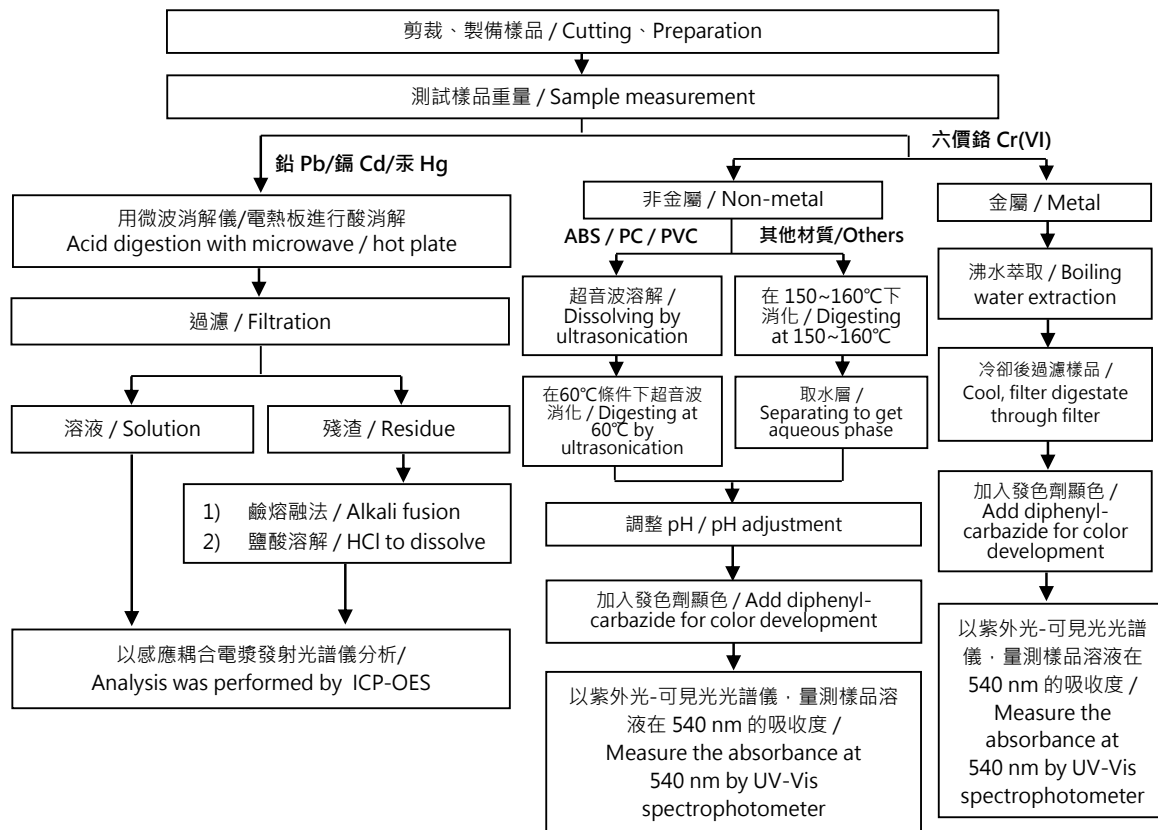 剪裁、製備樣品 / Cutting、Preparation
測試樣品重量 / Sample measurement
鉛 Pb/鎘 Cd/汞 Hg
六價鉻 Cr(VI)
用微波消解儀/電熱板進行酸消解
Acid digestion with microwave / hot plate
過濾 / Filtration
溶液 / Solution
殘渣 / Residue
1) 鹼熔融法 / Alkali fusion
2) 鹽酸溶解 / HCl to dissolve
以感應耦合電漿發射光譜儀分析/
Analysis was performed by ICP-OES
非金屬 / Non-metal
ABS / PC / PVC
其他材質/Others
超音波溶解 /
Dissolving by
ultrasonication
在60℃條件下超音波
消化 / Digesting at
60℃ by
ultrasonication
在 150~160℃下
消化 / Digesting
at 150~160℃
取水層 /
Separating to get
aqueous phase
調整 pH / pH adjustment
加入發色劑顯色 / Add diphenyl-
carbazide for color development
以紫外光-可見光光譜儀，量測樣品溶
液在 540 nm 的吸收度 /
Measure the absorbance at
540 nm by UV-Vis
spectrophotometer
金屬 / Metal
沸水萃取 / Boiling
water extraction
冷卻後過濾樣品 /
Cool, filter digestate
through filter
加入發色劑顯色 /
Add diphenyl-
carbazide for color
development
以紫外光-可見光光譜
儀，量測樣品溶液在
540 nm 的吸收度 /
Measure the
absorbance at
540 nm by UV-Vis
spectrophotometer